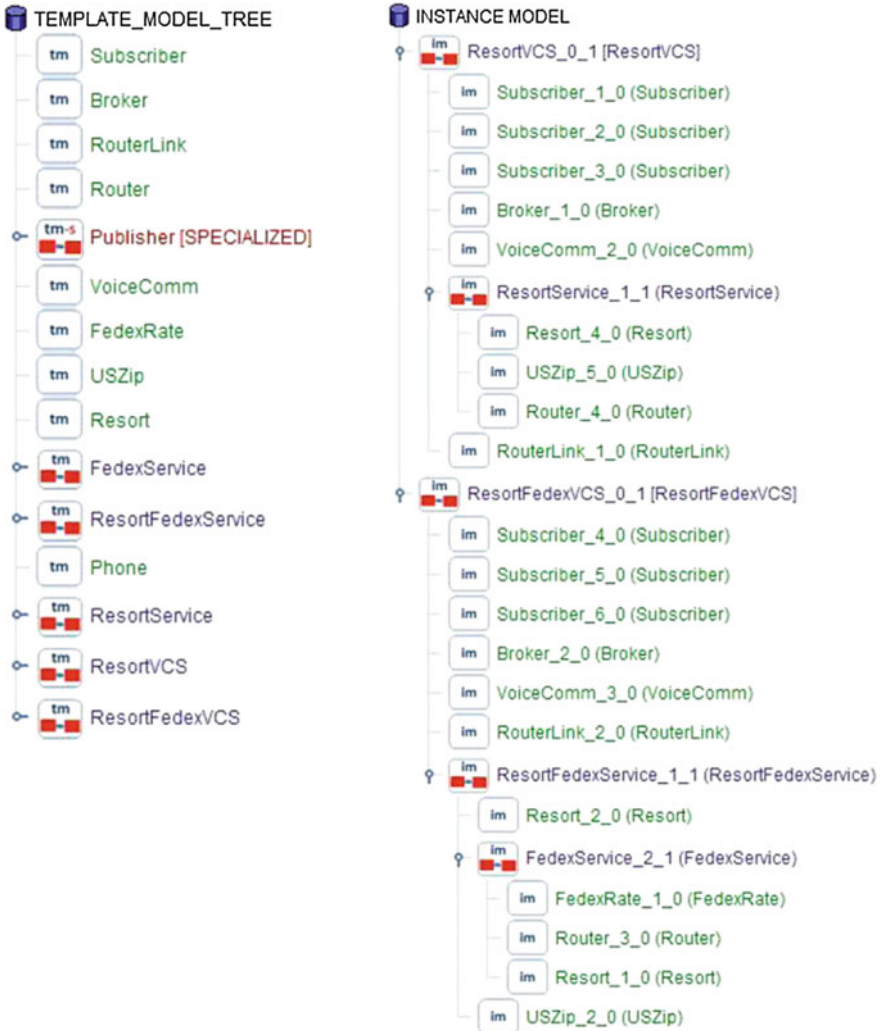 TEMPLATE_MODEL_TREE
tm Subscriber
tm Broker
tm RouterLink
tm Router
tm-s Publisher [SPECIALIZED]
tm VoiceComm
tm FedexRate
tm USZip
tm Resort
tm FedexService
tm ResortFedexService
tm Phone
tm ResortService
tm ResortVCS
tm ResortFedexVCS
INSTANCE MODEL
im ResortVCS_0_1 [ResortVCS]
im Subscriber_1_0 (Subscriber)
im Subscriber_2_0 (Subscriber)
im Subscriber_3_0 (Subscriber)
im Broker_1_0 (Broker)
im VoiceComm_2_0 (VoiceComm)
im ResortService_1_1 (ResortService)
im Resort_4_0 (Resort)
im USZip_5_0 (USZip)
im Router_4_0 (Router)
im RouterLink_1_0 (RouterLink)
im ResortFedexVCS_0_1 [ResortFedexVCS]
im Subscriber_4_0 (Subscriber)
im Subscriber_5_0 (Subscriber)
im Subscriber_6_0 (Subscriber)
im Broker_2_0 (Broker)
im VoiceComm_3_0 (VoiceComm)
im RouterLink_2_0 (RouterLink)
im ResortFedexService_1_1 (ResortFedexService)
im Resort_2_0 (Resort)
im FedexService_2_1 (FedexService)
im FedexRate_1_0 (FedexRate)
im Router_3_0 (Router)
im Resort_1_0 (Resort)
im USZip_2_0 (USZip)